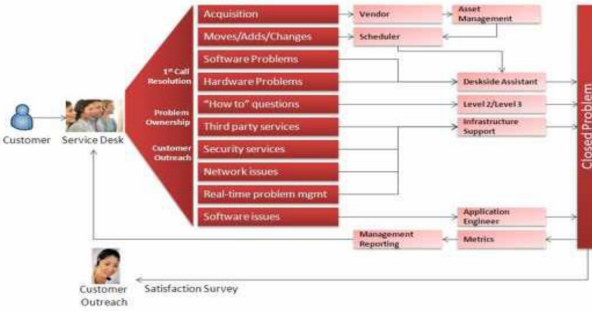 Customer
Service Desk
1st Call
Resolution
Problem
Ownership
Customer
Outreach
Acquisition
Moves/Adds/Changes
Software Problems
Hardware Problems
"How to" questions
Third party services
Security services
Network issues
Real-time problem mgmt
Software issues
Vendor
Asset
Management
Scheduler
Deskside Assistant
Level 2/Level 3
Infrastructure
Support
Application
Engineer
Management
Reporting
Metrics
Closed Problem
Customer
Outreach
Satisfaction Survey